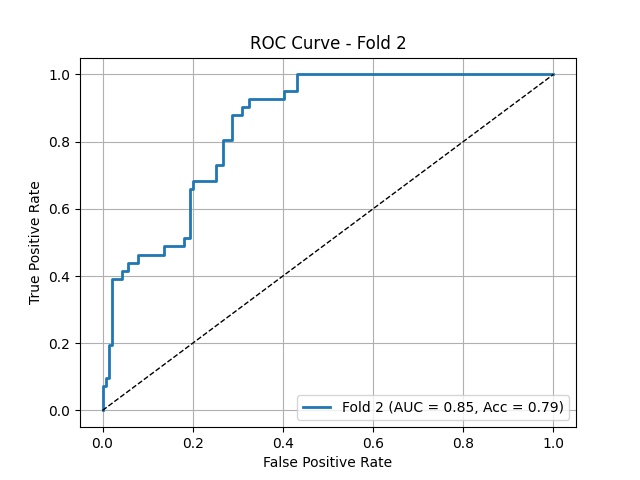 ROC Curve - Fold 2
True Positive Rate
1.0
0.8
0.6
0.4
0.2
0.0
Fold 2 (AUC = 0.85, Acc = 0.79)
0.0 0.2 0.4 0.6 0.8 1.0
False Positive Rate